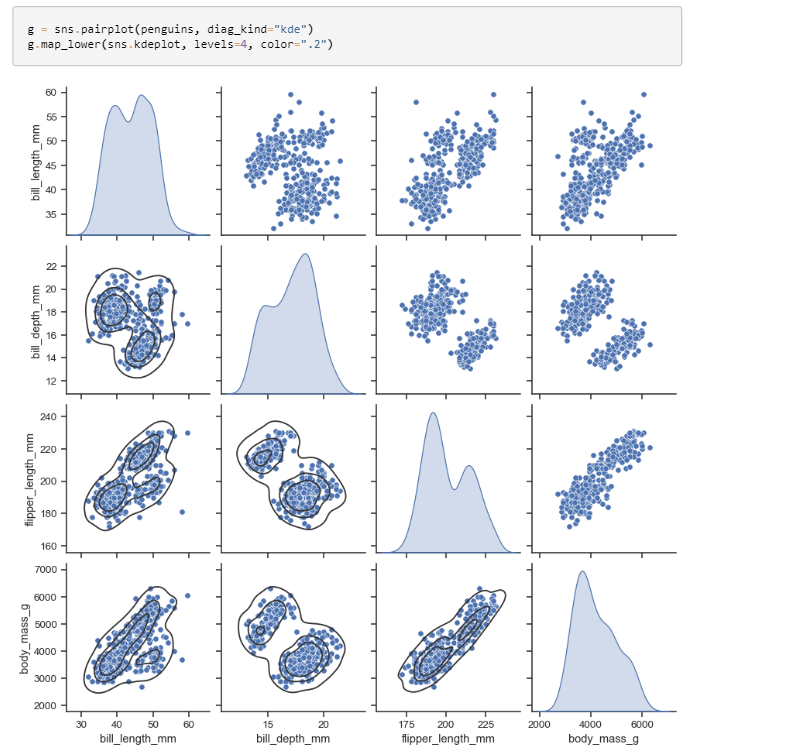 g = sns.pairplot(penguins, diag_kind="kde")
g.map_lower(sns.kdeplot, levels=4, color=".2")
60
55
50
45
40
35
bill_length_mm
22
20
18
16
14
12
bill_depth_mm
240
220
200
180
160
flipper_length_mm
7000
6000
5000
4000
3000
2000
body_mass_g
30 40 50 60
15 20
175 200 225
2000 4000 6000
bill_length_mm
bill_depth_mm
flipper_length_mm
body_mass_g